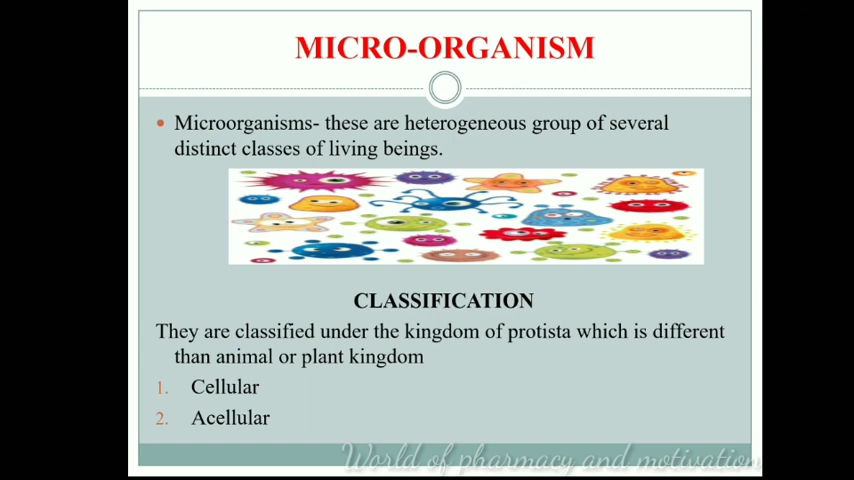 MICRO-ORGANISM
• Microorganisms- these are heterogeneous group of several
distinct classes of living beings.
CLASSIFICATION
They are classified under the kingdom of protista which is different
than animal or plant kingdom
1. Cellular
2. Acellular
World of pharmacy and motivation